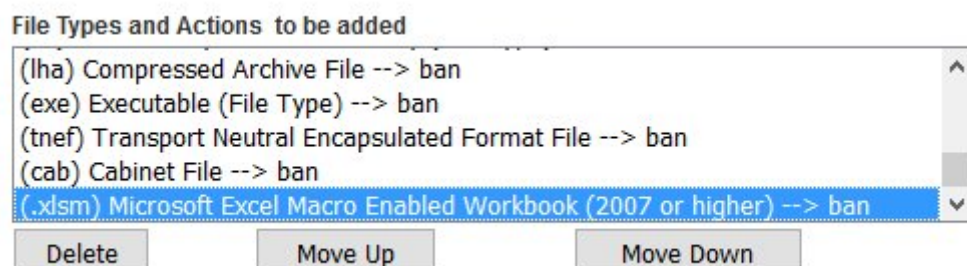 File Types and Actions to be added
(lha) Compressed Archive File --> ban
(exe) Executable (File Type) --> ban
(tnef) Transport Neutral Encapsulated Format File --> ban
(cab) Cabinet File --> ban
(.xlsm) Microsoft Excel Macro Enabled Workbook (2007 or higher) --> ban
Delete Move Up Move Down